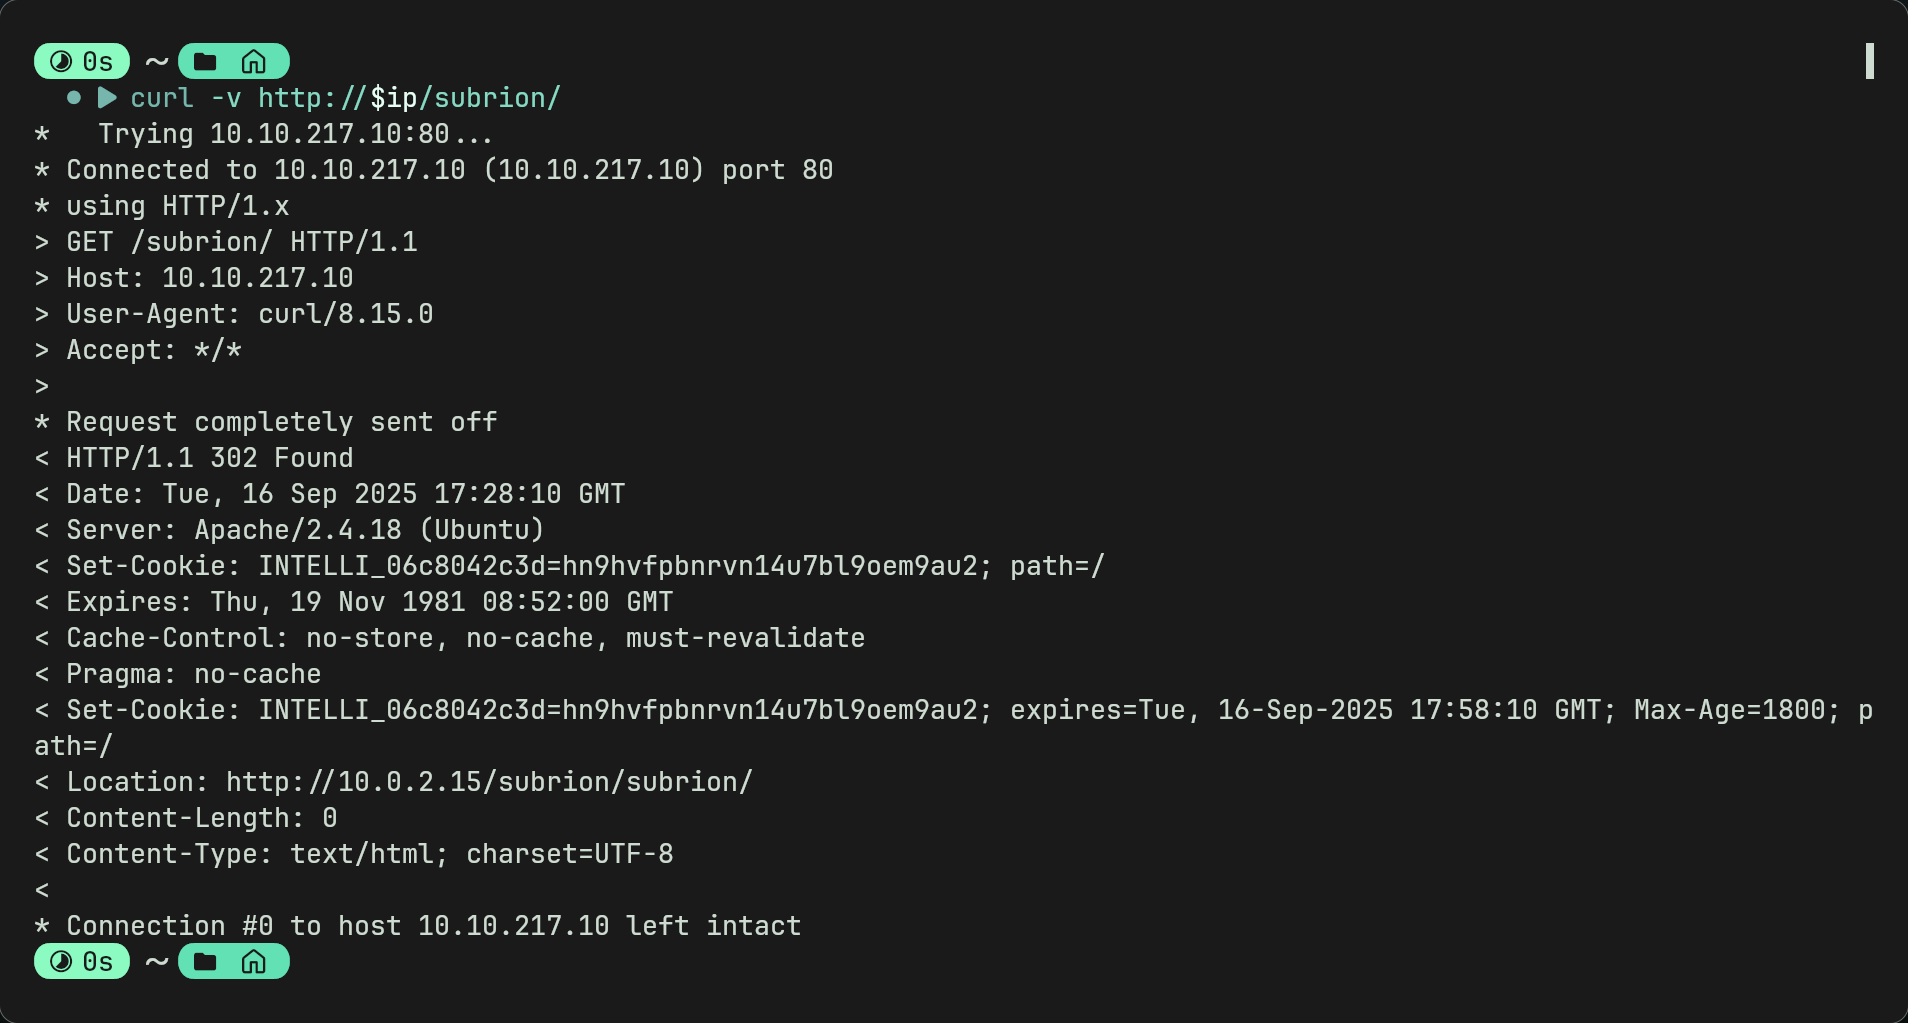 0s ~
curl -v http://$ip/subrion/
*   Trying 10.10.217.10:80...
* Connected to 10.10.217.10 (10.10.217.10) port 80
* using HTTP/1.x
> GET /subrion/ HTTP/1.1
> Host: 10.10.217.10
> User-Agent: curl/8.15.0
> Accept: */*
>
* Request completely sent off
< HTTP/1.1 302 Found
< Date: Tue, 16 Sep 2025 17:28:10 GMT
< Server: Apache/2.4.18 (Ubuntu)
< Set-Cookie: INTELLI_06c8042c3d=hn9hvfpbnrvn14u7bl9oem9au2; path=/
< Expires: Thu, 19 Nov 1981 08:52:00 GMT
< Cache-Control: no-store, no-cache, must-revalidate
< Pragma: no-cache
< Set-Cookie: INTELLI_06c8042c3d=hn9hvfpbnrvn14u7bl9oem9au2; expires=Tue, 16-Sep-2025 17:58:10 GMT; Max-Age=1800; p
ath=/
< Location: http://10.0.2.15/subrion/subrion/
< Content-Length: 0
< Content-Type: text/html; charset=UTF-8
<
* Connection #0 to host 10.10.217.10 left intact
0s ~